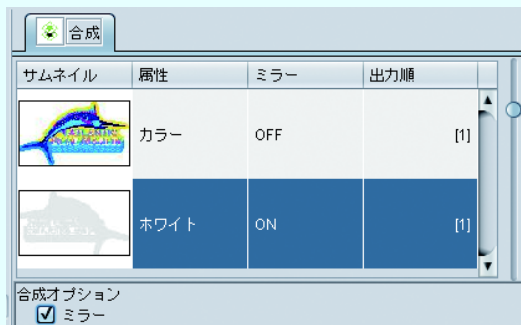 合成
サムネイル 属性 ミラー 出力順
カラー OFF [1]
ホワイト ON [1]
合成オプション
ミラー